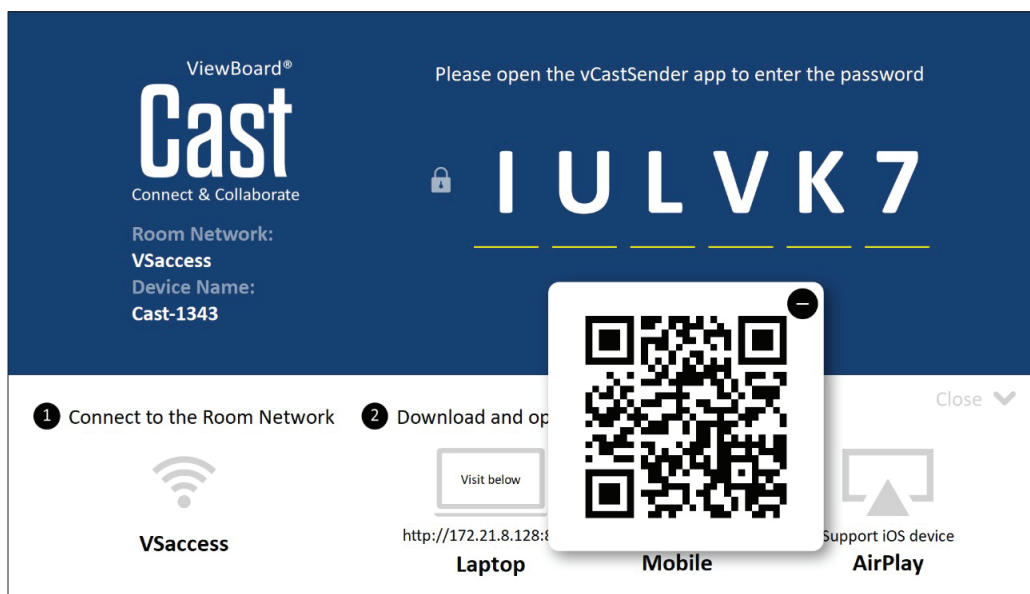 ViewBoard®
Cast
Connect & Collaborate
Room Network:
VSaccess
Device Name:
Cast-1343
Please open the vCastSender app to enter the password
I U L V K 7
Close
1 Connect to the Room Network
VSaccess
2 Download and op
Visit below
http://172.21.8.128:
Laptop
Mobile
Support iOS device
AirPlay